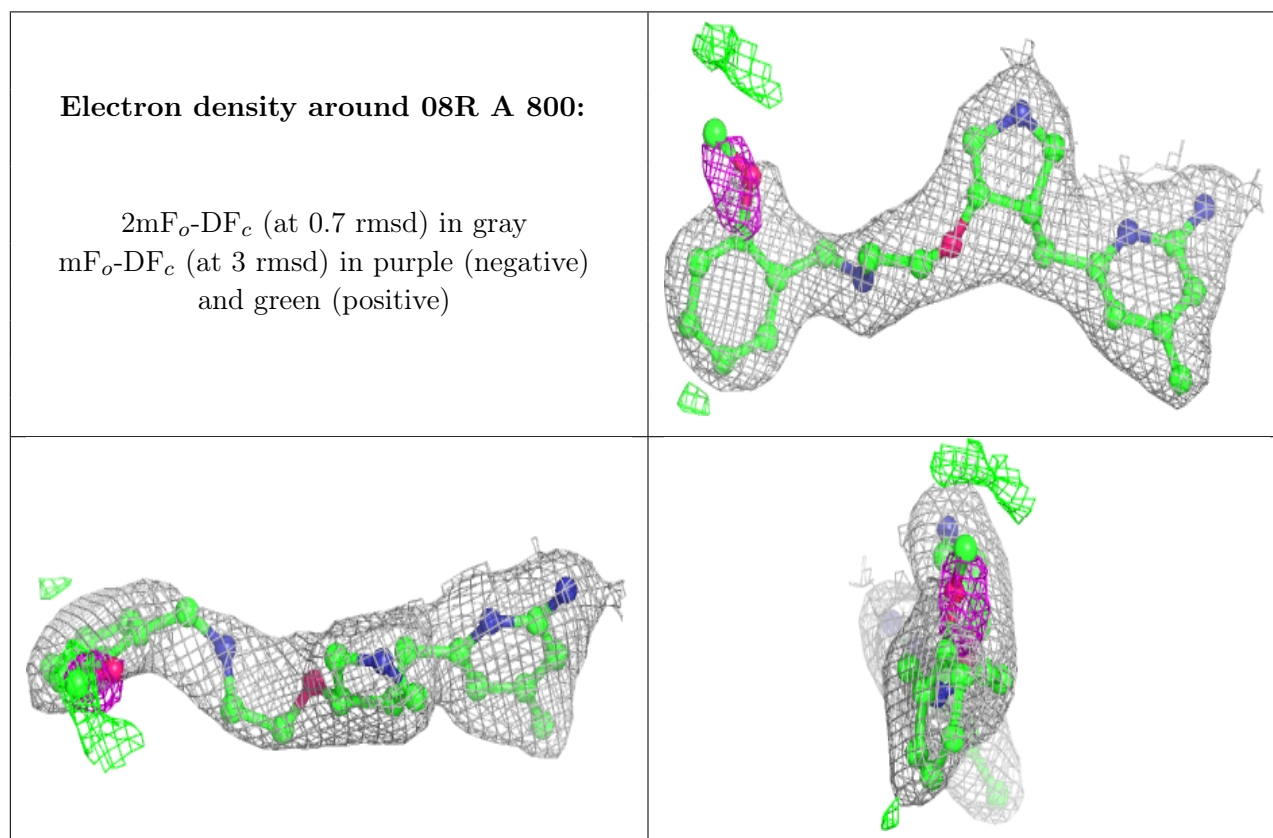 Electron density around 08R A 800:
2mFo-DFc (at 0.7 rmsd) in gray
mFo-DFc (at 3 rmsd) in purple (negative)
and green (positive)